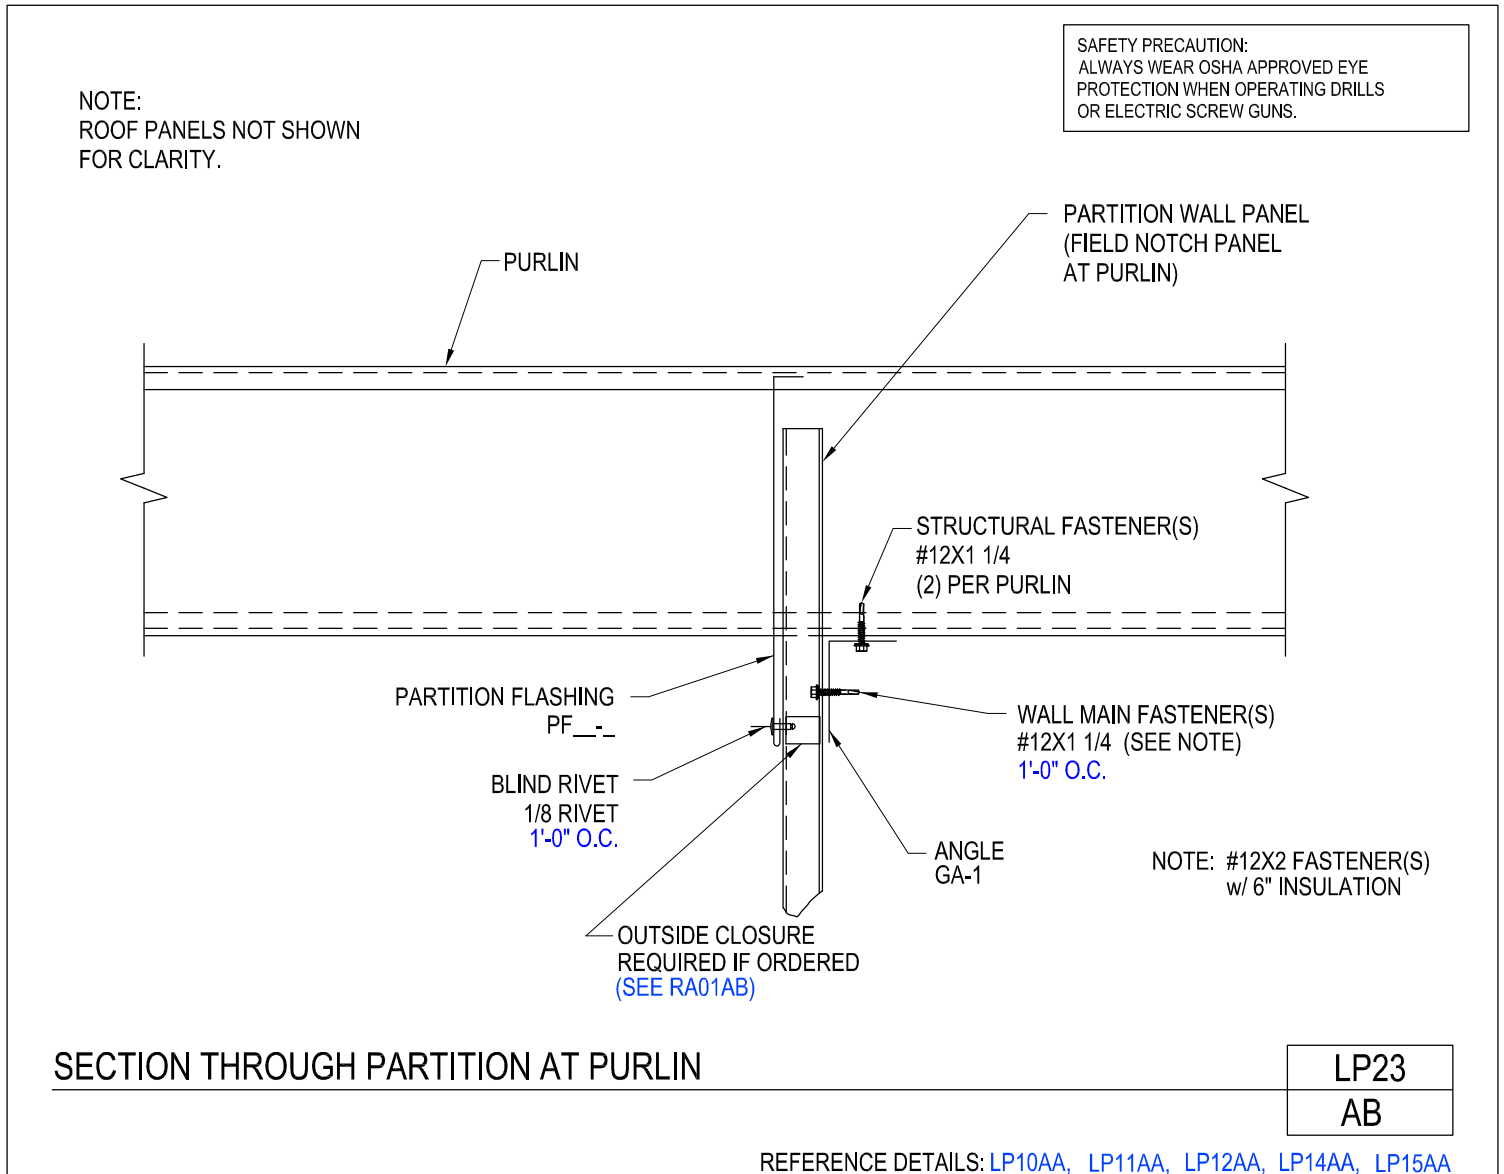 SAFETY PRECAUTION:
ALWAYS WEAR OSHA APPROVED EYE
PROTECTION WHEN OPERATING DRILLS
OR ELECTRIC SCREW GUNS.
NOTE:
ROOF PANELS NOT SHOWN
FOR CLARITY.
PARTITION WALL PANEL
(FIELD NOTCH PANEL
AT PURLIN)
PURLIN
STRUCTURAL FASTENER(S)
#12X1 1/4
(2) PER PURLIN
PARTITION FLASHING
PF__-_
WALL MAIN FASTENER(S)
#12X1 1/4 (SEE NOTE)
1'-0" O.C.
BLIND RIVET
1/8 RIVET
1'-0" O.C.
ANGLE
GA-1
NOTE: #12X2 FASTENER(S)
w/ 6" INSULATION
OUTSIDE CLOSURE
REQUIRED IF ORDERED
(SEE RA01AB)
SECTION THROUGH PARTITION AT PURLIN
LP23
AB
REFERENCE DETAILS: LP10AA, LP11AA, LP12AA, LP14AA, LP15AA